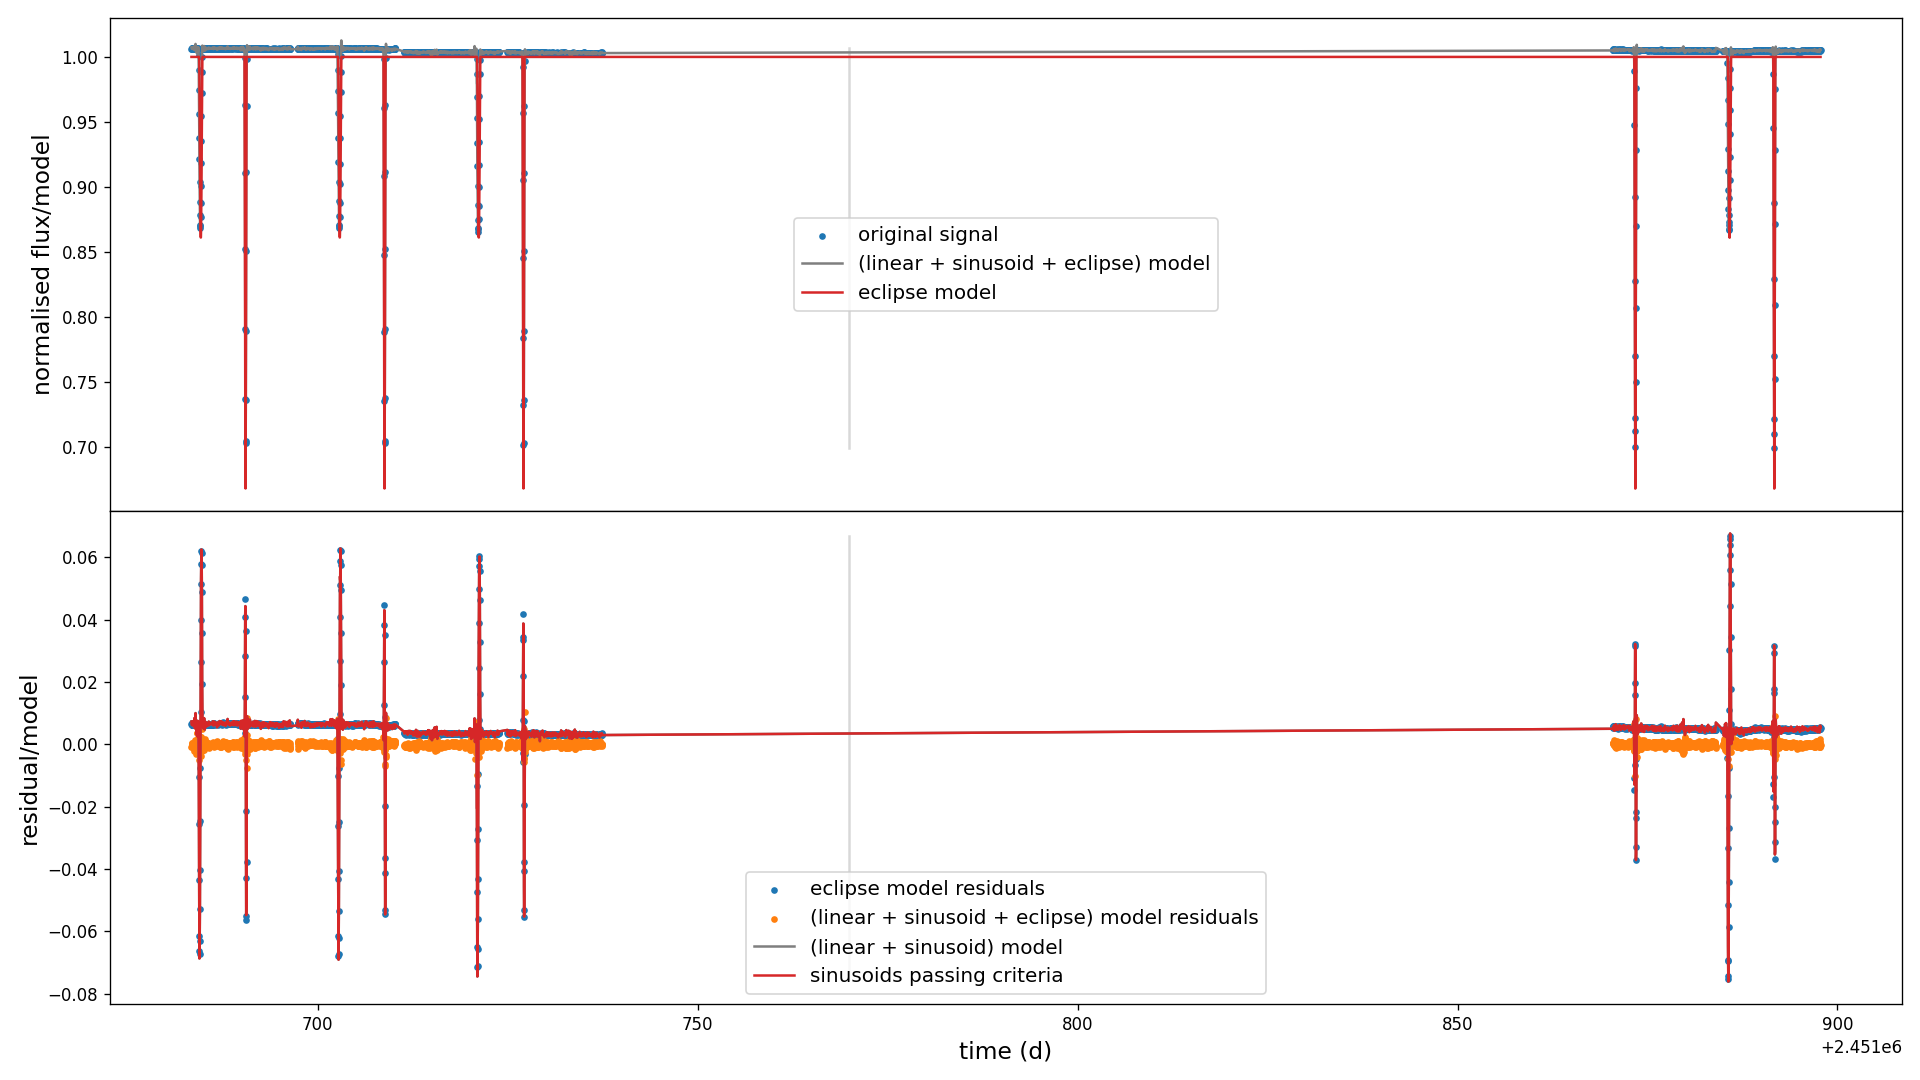 normalised flux/model
1.00
0.95
0.90
0.85
0.80
0.75
0.70
original signal
(linear + sinusoid + eclipse) model
eclipse model
residual/model
0.06
0.04
0.02
0.00
−0.02
−0.04
−0.06
−0.08
eclipse model residuals
(linear + sinusoid + eclipse) model residuals
(linear + sinusoid) model
sinusoids passing criteria
700 750 800 850 900
time (d)
+2.451e6